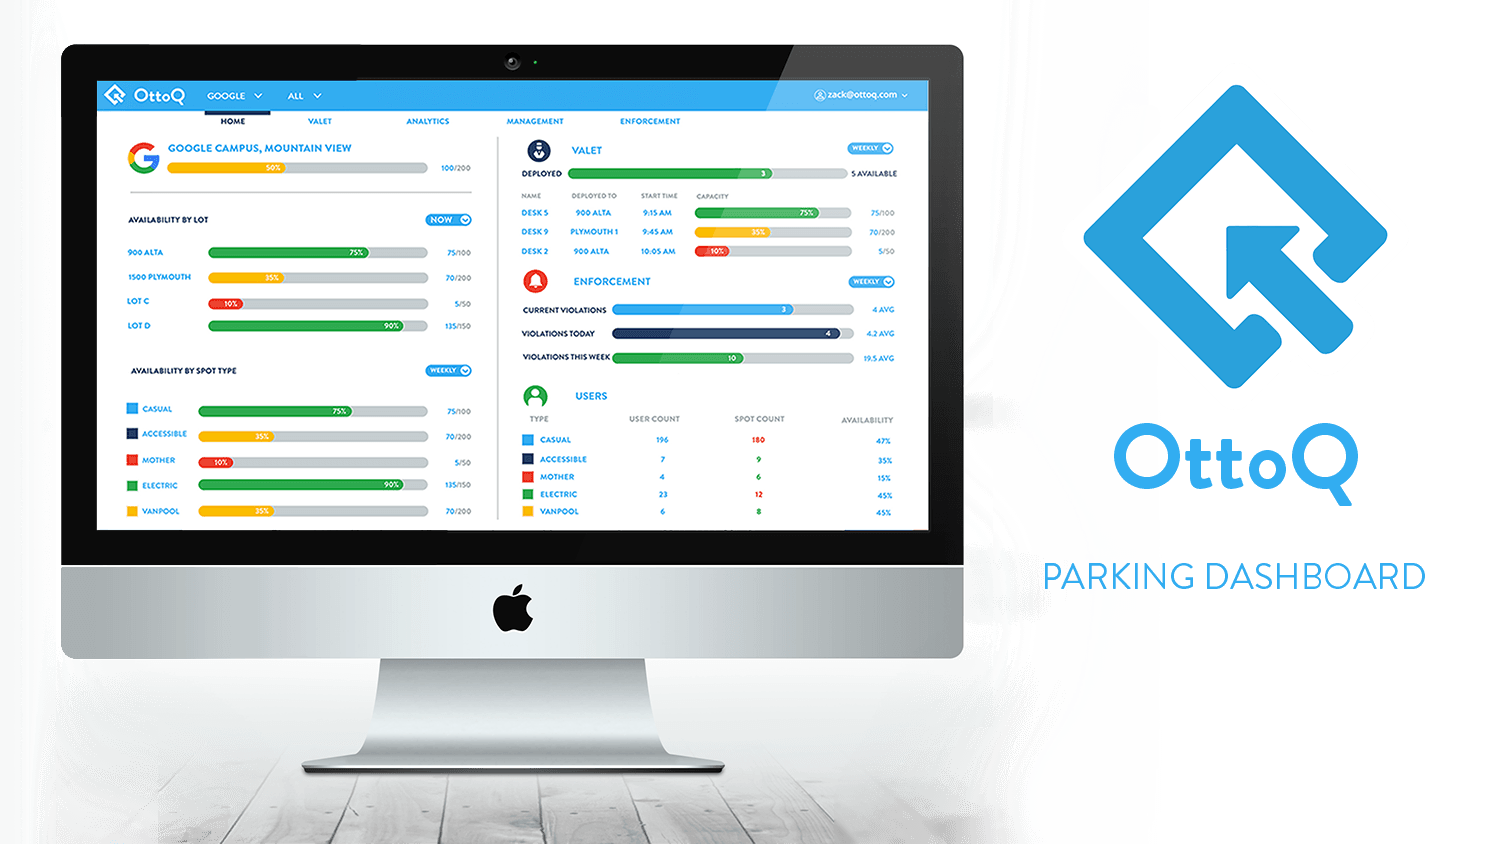 OttoQ GOOGLE ALL zack@ottoq.com
HOME VALET ANALYTICS MANAGEMENT ENFORCEMENT
GOOGLE CAMPUS, MOUNTAIN VIEW
50% 100/200
AVAILABILITY BY LOT NOW
900 ALTA 75% 75/100
1500 PLYMOUTH 35% 70/200
LOT C 10% 5/50
LOT D 90% 135/150
AVAILABILITY BY SPOT TYPE WEEKLY
CASUAL 75% 75/100
ACCESSIBLE 35% 70/200
MOTHER 10% 5/50
ELECTRIC 90% 135/150
VANPOOL 35% 70/200
VALET WEEKLY
DEPLOYED 3 5 AVAILABLE
NAME DEPLOYED TO START TIME CAPACITY
DESK 5 900 ALTA 9:15 AM 75% 75/100
DESK 9 PLYMOUTH 1 9:45 AM 35% 70/200
DESK 2 900 ALTA 10:05 AM 10% 5/50
ENFORCEMENT WEEKLY
CURRENT VIOLATIONS 3 4 AVG
VIOLATIONS TODAY 4 4.2 AVG
VIOLATIONS THIS WEEK 10 19.5 AVG
USERS
TYPE USER COUNT SPOT COUNT AVAILABILITY
CASUAL 196 180 47%
ACCESSIBLE 7 9 35%
MOTHER 4 6 15%
ELECTRIC 23 12 45%
VANPOOL 6 8 45%
OttoQ
PARKING DASHBOARD